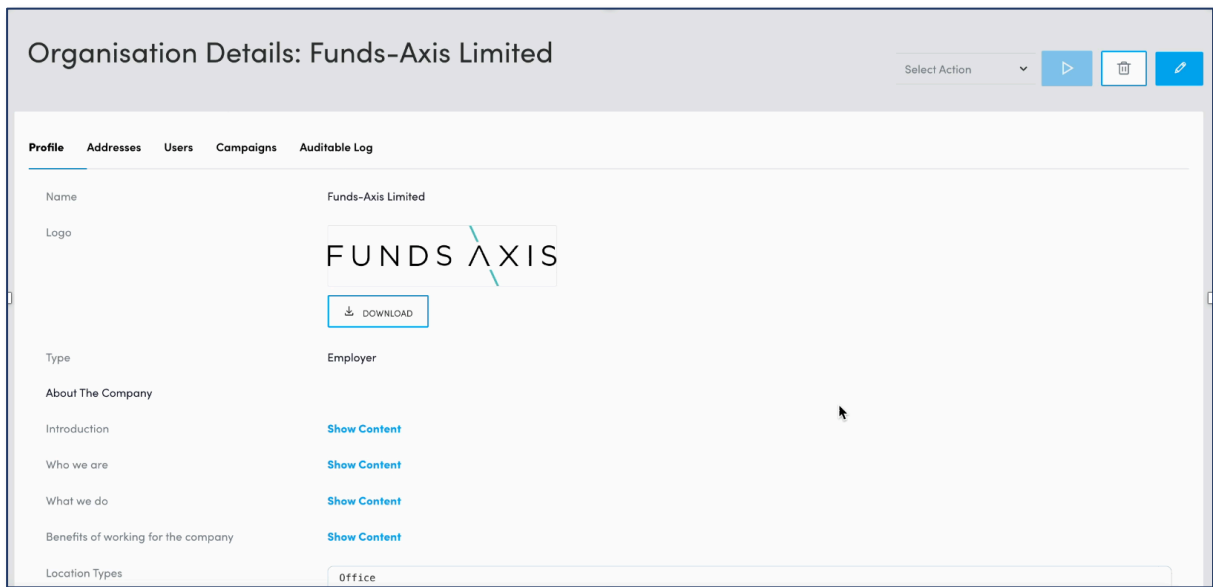 Organisation Details: Funds-Axis Limited
Select Action
Profile Addresses Users Campaigns Auditable Log
Name Funds-Axis Limited
Logo
FUNDS AXIS
DOWNLOAD
Type Employer
About The Company
Introduction Show Content
Who we are Show Content
What we do Show Content
Benefits of working for the company Show Content
Location Types Office